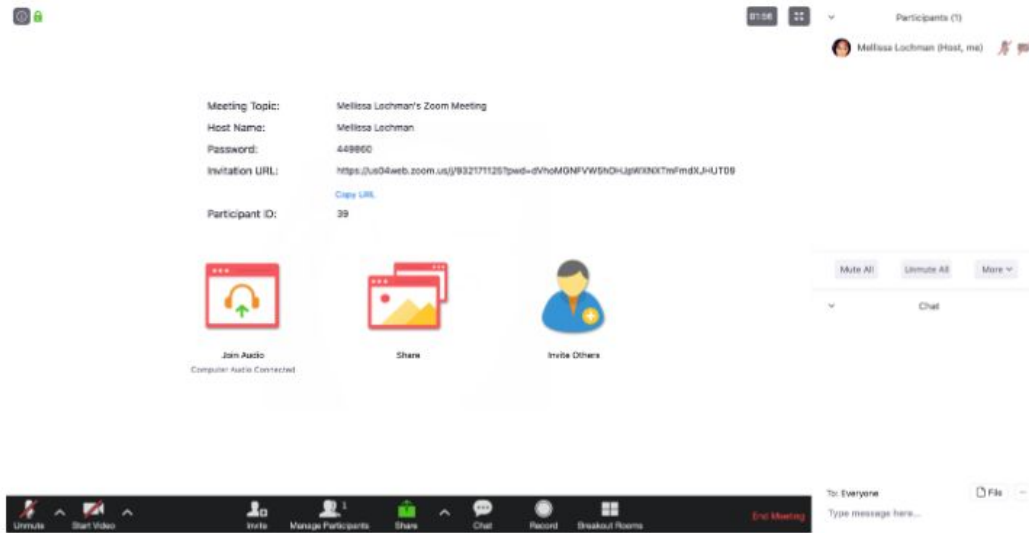 01:56
Participants (1)
Mellissa Lochman (Host, me)
Meeting Topic: Mellissa Lochman's Zoom Meeting
Host Name: Mellissa Lochman
Password: 449860
Invitation URL:
Copy URL
Participant ID: 39
Join Audio
Computer Audio Connected
Share
Invite Others
Mute All
Unmute All
More
Chat
To: Everyone
File
Type message here...
Unmute
Start Video
Invite
1
Manage Participants
Share
Chat
Record
Breakout Rooms
End Meeting